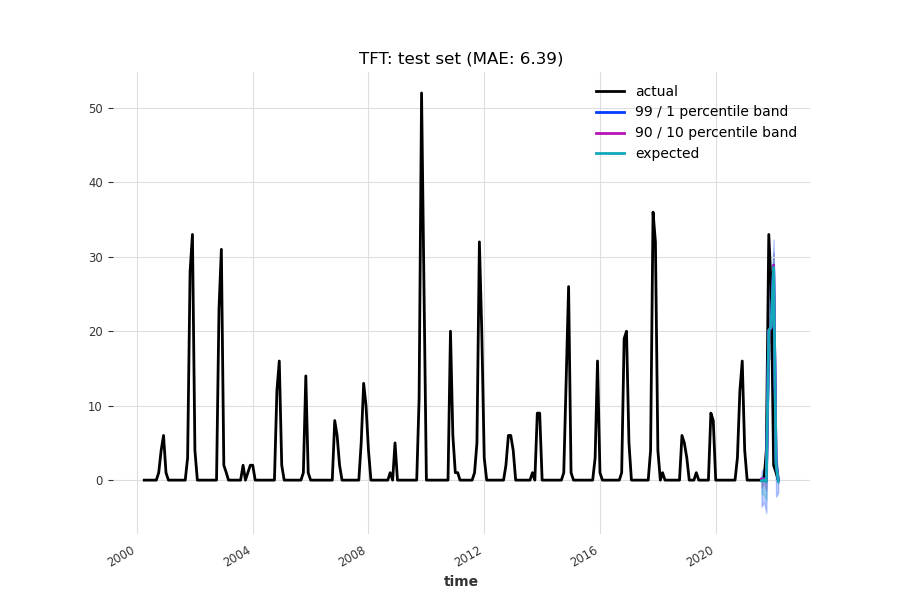 TFT: test set (MAE: 6.39)
actual
99 / 1 percentile band
90 / 10 percentile band
expected
50
40
30
20
10
0
2000
2004
2008
2012
2016
2020
time